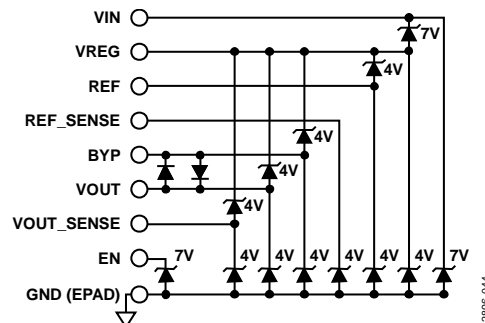 VIN
7V
VREG
4V
REF
REF_SENSE
4V
BYP
4V
VOUT
4V
VOUT_SENSE
EN
7V
4V
4V
4V
4V
4V
4V
7V
GND (EPAD)